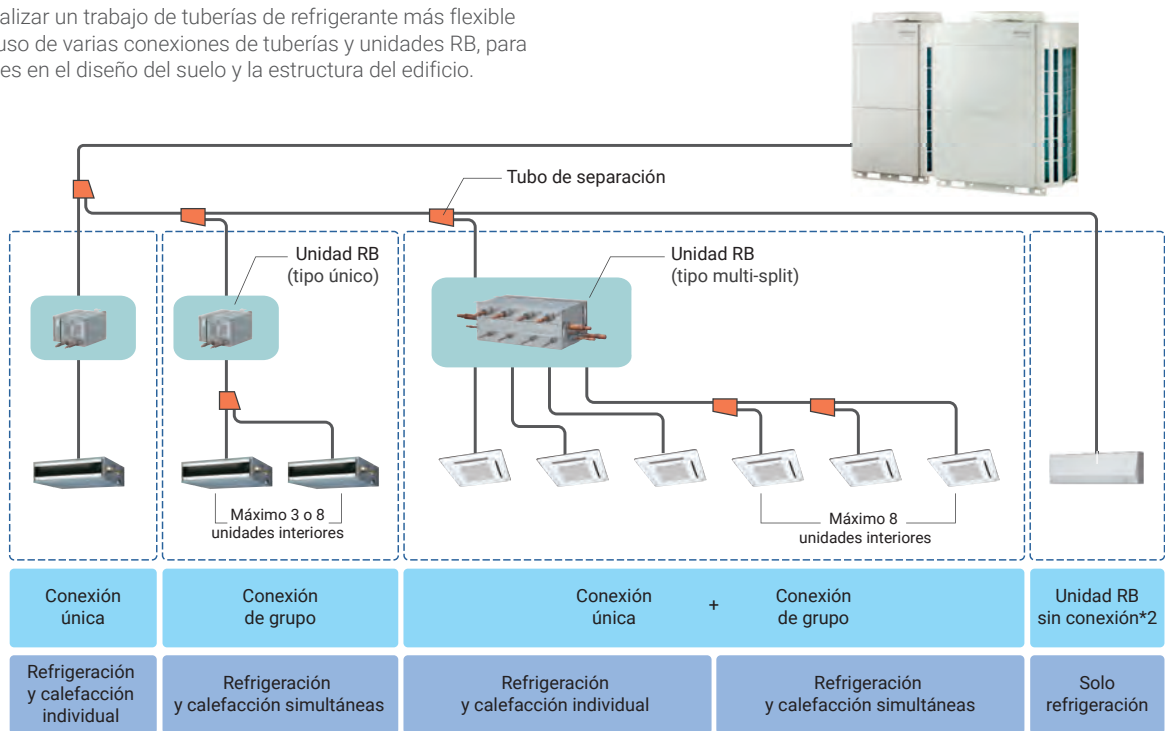 alizar un trabajo de tuberías de refrigerante más flexible
uso de varias conexiones de tuberías y unidades RB, para
es en el diseño del suelo y la estructura del edificio.
Tubo de separación
Unidad RB
(tipo único)
Unidad RB
(tipo multi-split)
Máximo 3 o 8
unidades interiores
Máximo 8
unidades interiores
Conexión
única
Conexión
de grupo
Conexión
única
+
Conexión
de grupo
Unidad RB
sin conexión*2
Refrigeración
y calefacción
individual
Refrigeración
y calefacción simultáneas
Refrigeración
y calefacción individual
Refrigeración
y calefacción simultáneas
Solo
refrigeración